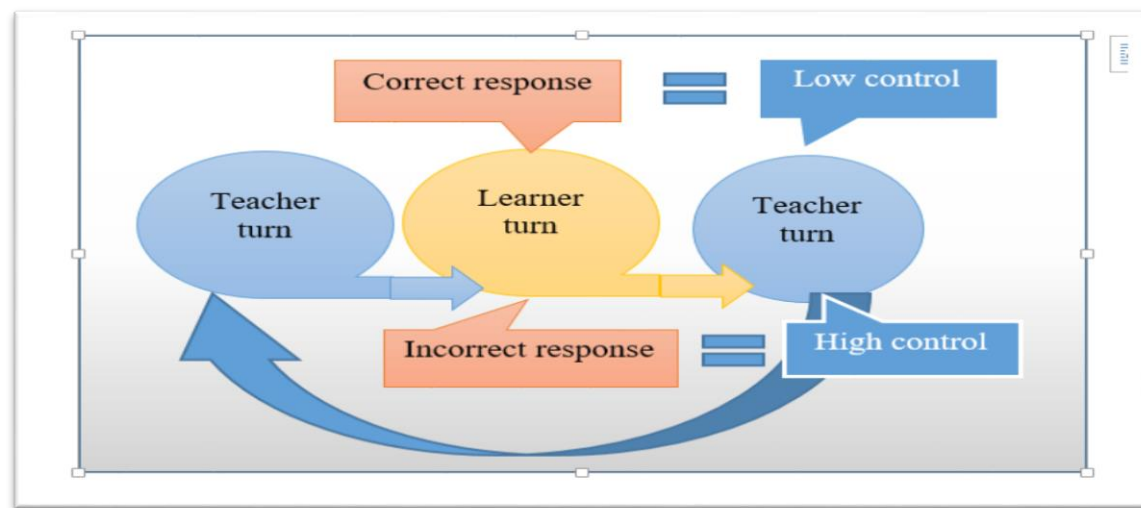 Correct response
Low control
Teacher
turn
Learner
turn
Teacher
turn
Incorrect response
High control